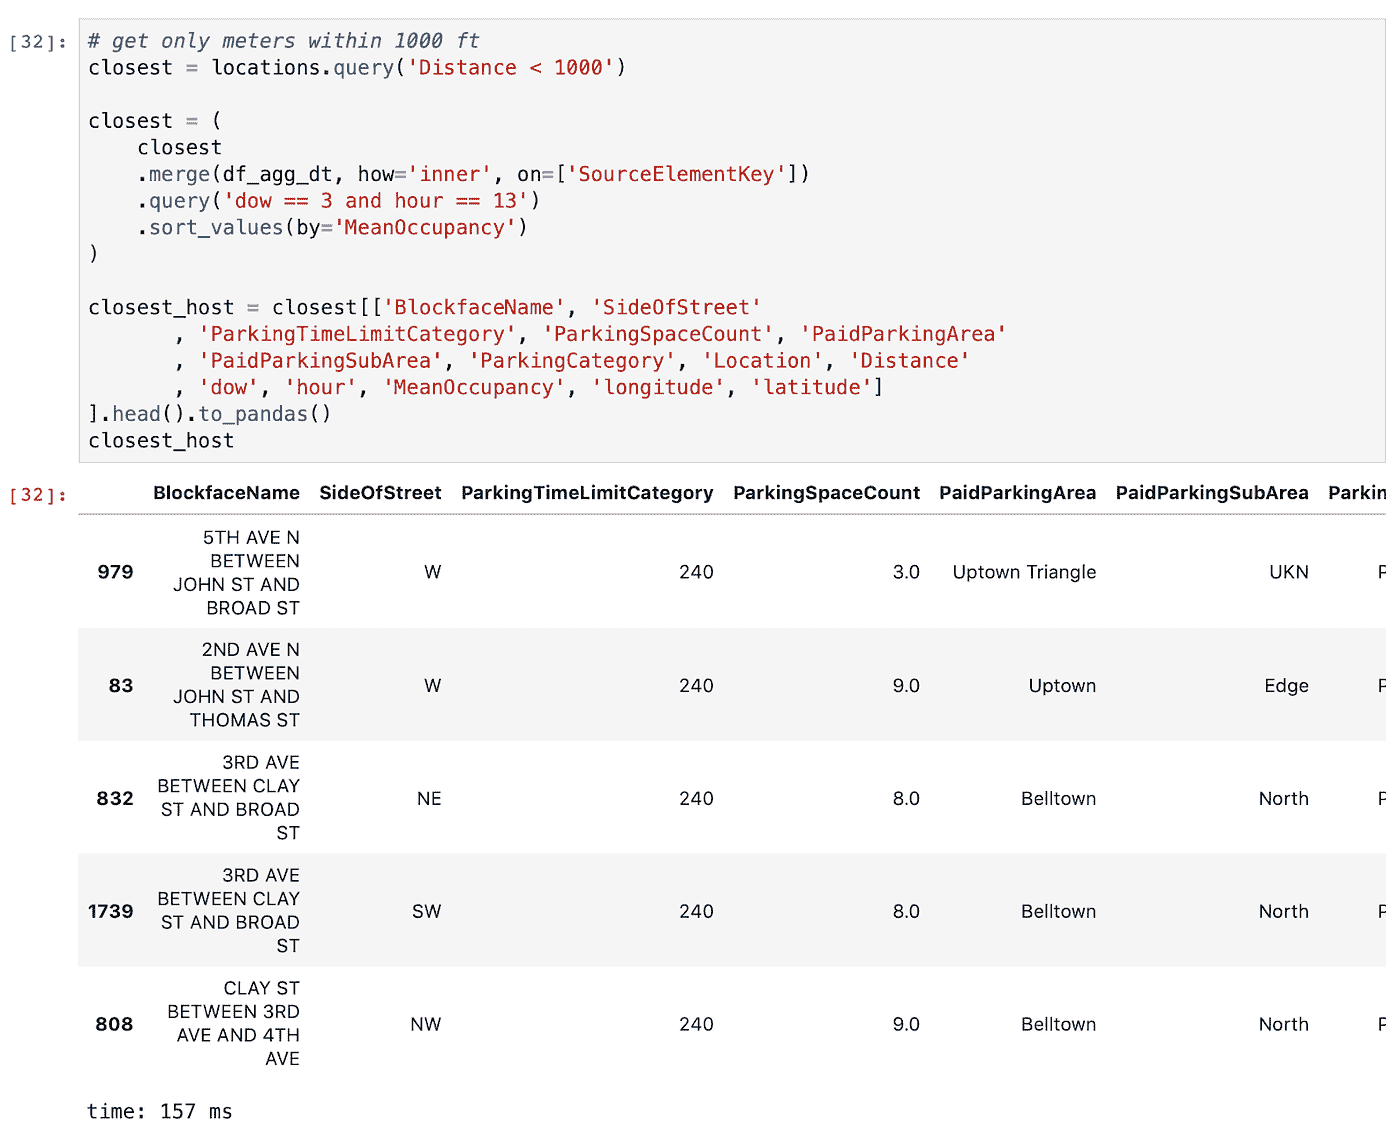 [32]: # get only meters within 1000 ft
closest = locations.query('Distance < 1000')
closest = (
closest
.merge(df_agg_dt, how='inner', on=['SourceElementKey'])
.query('dow == 3 and hour == 13')
.sort_values(by='MeanOccupancy')
)
closest_host = closest[['BlockfaceName', 'SideOfStreet'
, 'ParkingTimeLimitCategory', 'ParkingSpaceCount', 'PaidParkingArea'
, 'PaidParkingSubArea', 'ParkingCategory', 'Location', 'Distance'
, 'dow', 'hour', 'MeanOccupancy', 'longitude', 'latitude']
].head().to_pandas()
closest_host
[32]: BlockfaceName SideOfStreet ParkingTimeLimitCategory ParkingSpaceCount PaidParkingArea PaidParkingSubArea Parkin
5TH AVE N
BETWEEN
979 JOHN ST AND W 240 3.0 Uptown Triangle UKN P
BROAD ST
2ND AVE N
BETWEEN
83 JOHN ST AND W 240 9.0 Uptown Edge P
THOMAS ST
3RD AVE
BETWEEN CLAY
832 ST AND BROAD NE 240 8.0 Belltown North P
ST
3RD AVE
BETWEEN CLAY
1739 ST AND BROAD SW 240 8.0 Belltown North P
ST
CLAY ST
BETWEEN 3RD
808 AVE AND 4TH NW 240 9.0 Belltown North P
AVE
time: 157 ms